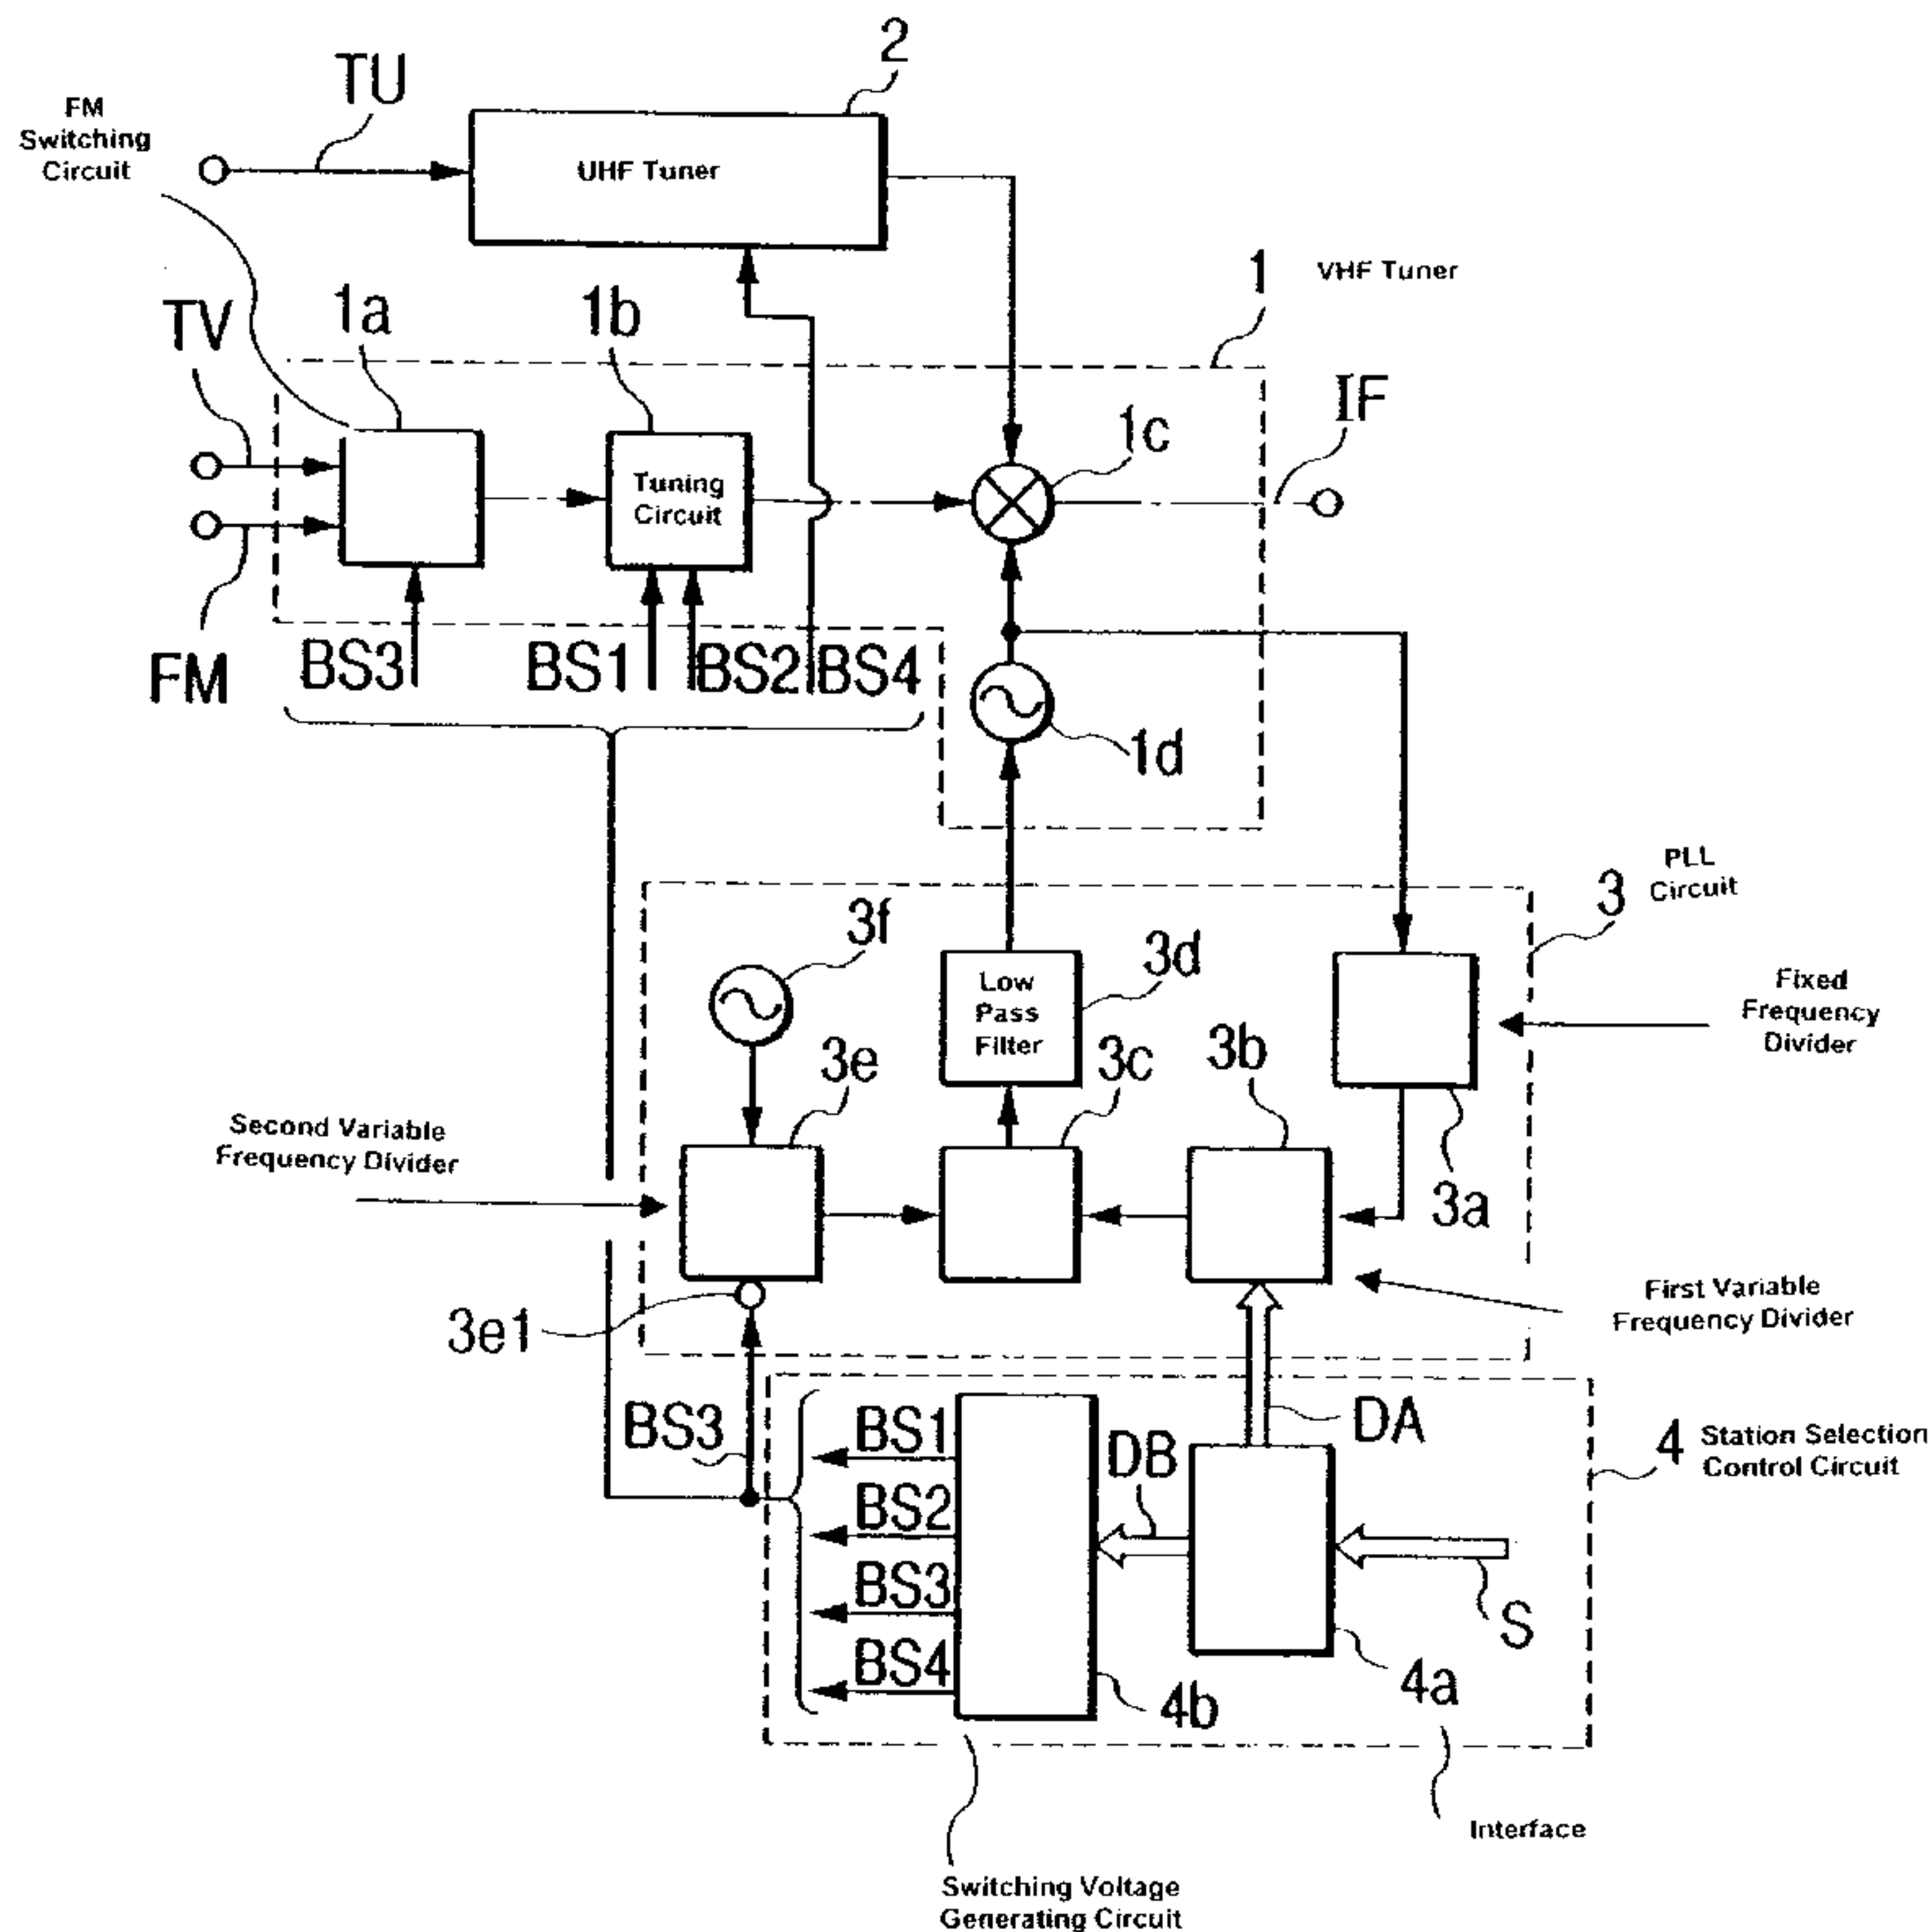 2
TU
FM
Switching
Circuit
UHF Tuner
1
VHF Tuner
TV
1a
1b
IF
1c
Tuning
Circuit
FM
BS3
BS1
BS2
BS4
1d
PLL
Circuit
3
3f
3d
Low
Pass
Filter
Fixed
Frequency
Divider
3e
3c
3b
Second Variable
Frequency Divider
3a
3e1
First Variable
Frequency Divider
BS3
BS1
DB
DA
4
Station Selection
Control Circuit
BS2
BS3
S
BS4
4b
4a
Interface
Switching Voltage
Generating Circuit